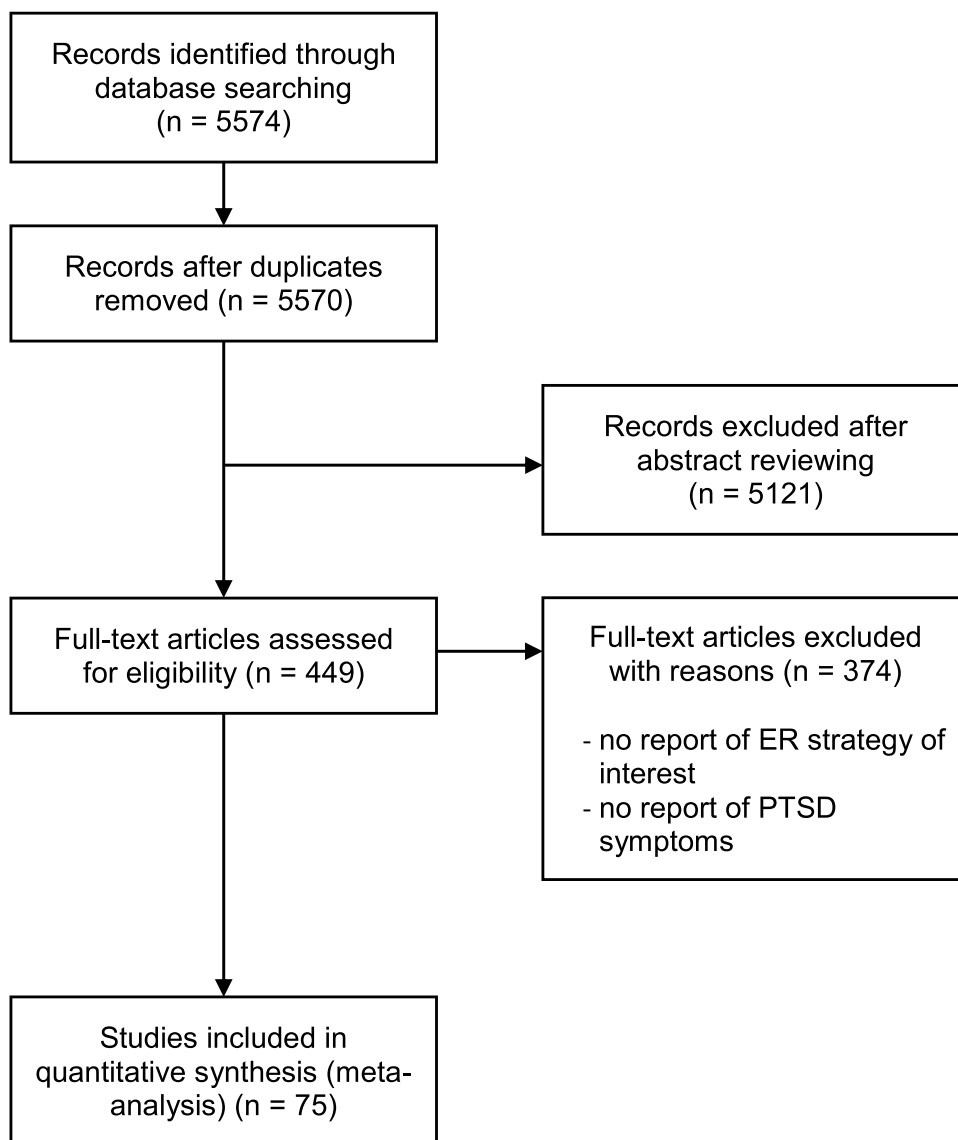 Records identified through
database searching
(n = 5574)
Records after duplicates
removed (n = 5570)
Records excluded after
abstract reviewing
(n = 5121)
Full-text articles assessed
for eligibility (n = 449)
Full-text articles excluded
with reasons (n = 374)
- no report of ER strategy of
interest
- no report of PTSD
symptoms
Studies included in
quantitative synthesis (meta-
analysis) (n = 75)